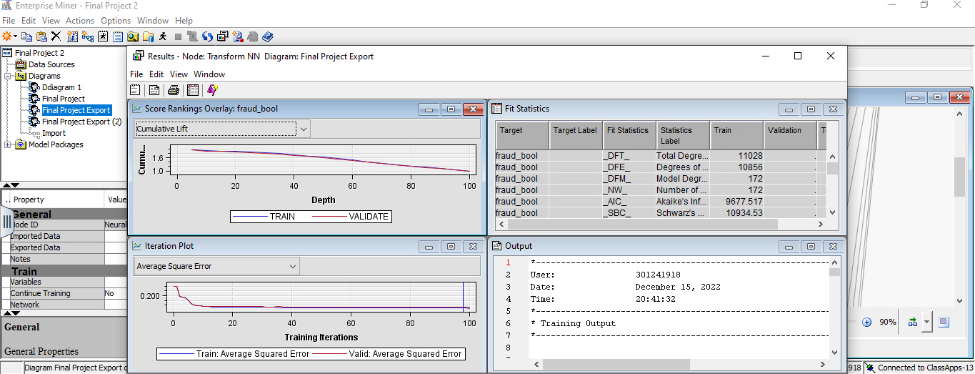 Enterprise Miner - Final Project 2
File Edit View Actions Options Window Help
Final Project 2
Data Sources
Diagrams
Ddiagram 1
Final Project
Final Project Export
Final Project Export (2)
Import
Model Packages
.. Property Value
General
Node ID Neural
Imported Data
Exported Data
Notes
Train
Variables
Continue Training No
Network
General
General Properties
Results - Node: Transform NN Diagram: Final Project Export
File Edit View Window
Score Rankings Overlay: fraud_bool
Cumulative Lift
Cumu...
1.6
1.0
0 20 40 60 80 100
Depth
TRAIN VALIDATE
Fit Statistics
Target Target Label Fit Statistics Statistics Label Train Validation T
fraud_bool _DFT_ Total Degre... 11028 .
fraud_bool _DFE_ Degrees of ... 10856 .
fraud_bool _DFM_ Model Degr... 172 .
fraud_bool _NW_ Number of ... 172 .
fraud_bool _AIC_ Akaike's Inf... 9677.517 .
fraud_bool _SBC_ Schwarz's ... 10934.53 .
Iteration Plot
Average Square Error
0.200
0 20 40 60 80 100
Training Iterations
Train: Average Squared Error Valid: Average Squared Error
Output
1 *------------------------------------------------
2 User: 301241918
3 Date: December 15, 2022
4 Time: 20:41:32
5 *------------------------------------------------
6 * Training Output
7 *------------------------------------------------
8
90%
Diagram Final Project Export o
918 Connected to ClassApps-13